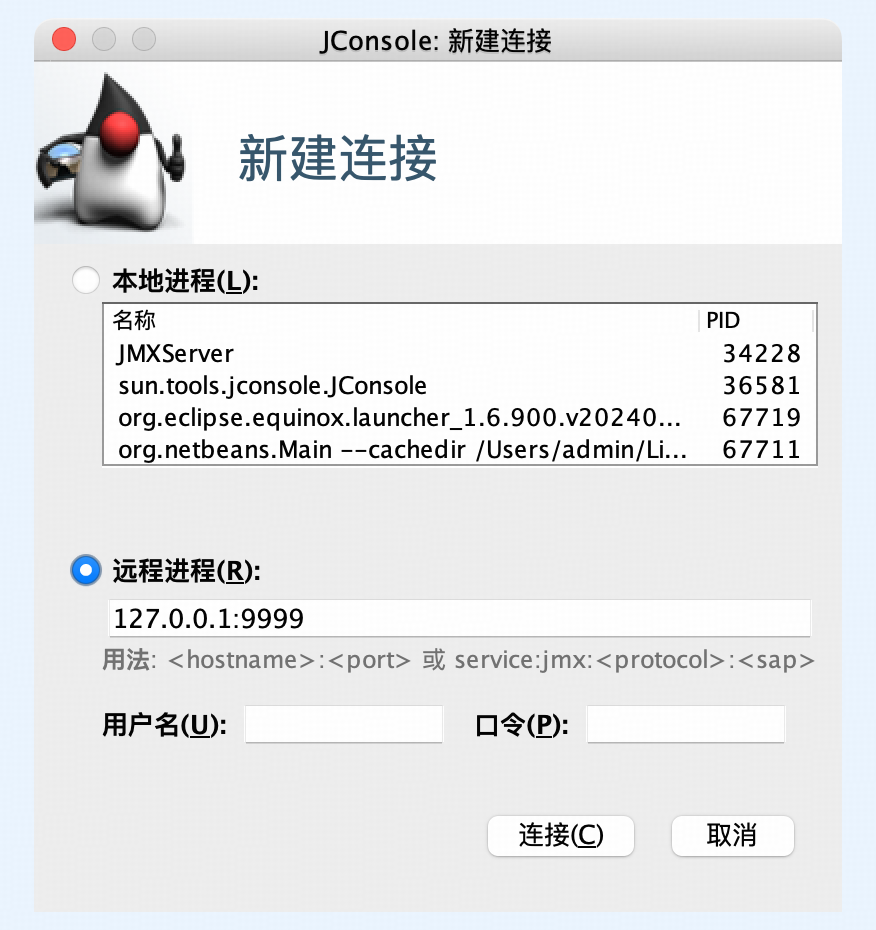 JConsole: 新建连接
新建连接
本地进程(L):
名称 PID
JMXServer 34228
sun.tools.jconsole.JConsole 36581
org.eclipse.equinox.launcher_1.6.900.v20240... 67719
org.netbeans.Main --cachedir /Users/admin/Li... 67711
远程进程(R):
127.0.0.1:9999
用法: <hostname>:<port> 或 service:jmx:<protocol>:<sap>
用户名(U): 口令(P):
连接(C) 取消